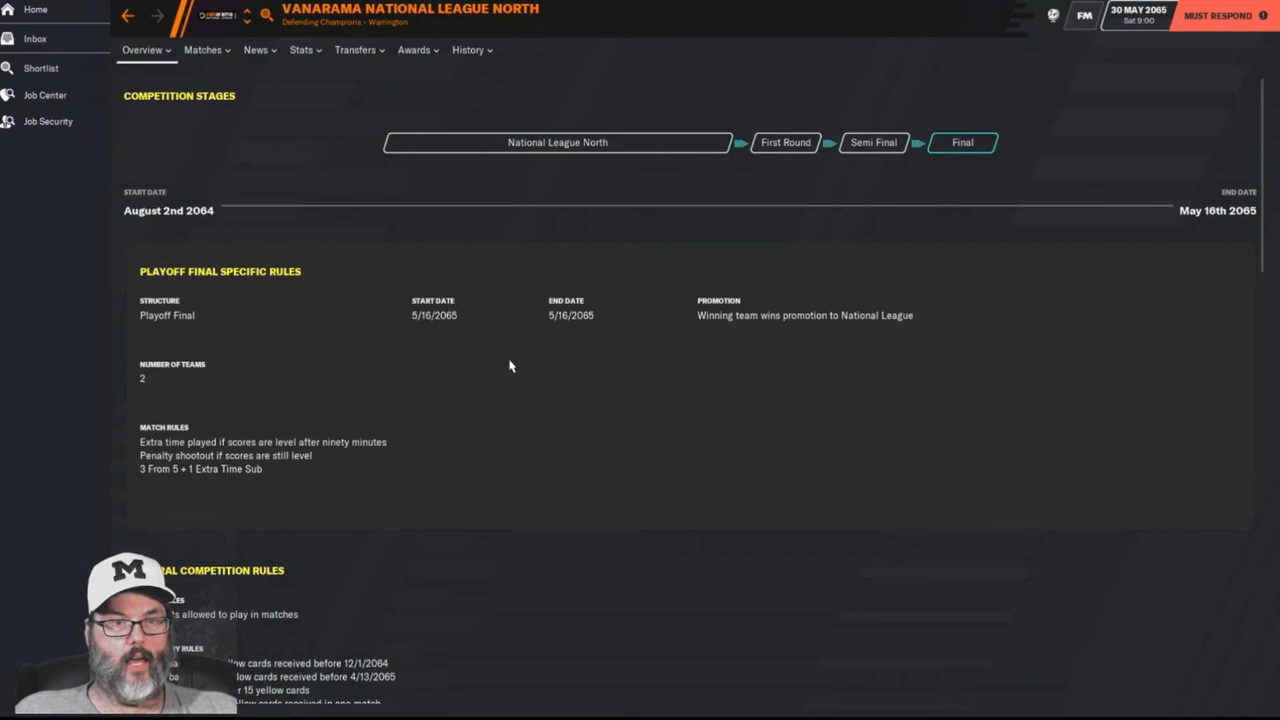 Home
Inbox
Shortlist
Job Center
Job Security
VANARAMA NATIONAL LEAGUE NORTH
Defending Champions - Warrington
FM
30 MAY 2065
Sat 9:00
MUST RESPOND
Overview
Matches
News
Stats
Transfers
Awards
History
COMPETITION STAGES
National League North
First Round
Semi Final
Final
START DATE
August 2nd 2064
END DATE
May 16th 2065
PLAYOFF FINAL SPECIFIC RULES
STRUCTURE
Playoff Final
START DATE
5/16/2065
END DATE
5/16/2065
PROMOTION
Winning team wins promotion to National League
NUMBER OF TEAMS
2
MATCH RULES
Extra time played if scores are level after ninety minutes
Penalty shootout if scores are still level
3 From 5 + 1 Extra Time Sub
COMPETITION RULES
allowed to play in matches
RULES
cards received before 12/1/2064
cards received before 4/13/2065
15 yellow cards
cards received in one match
M